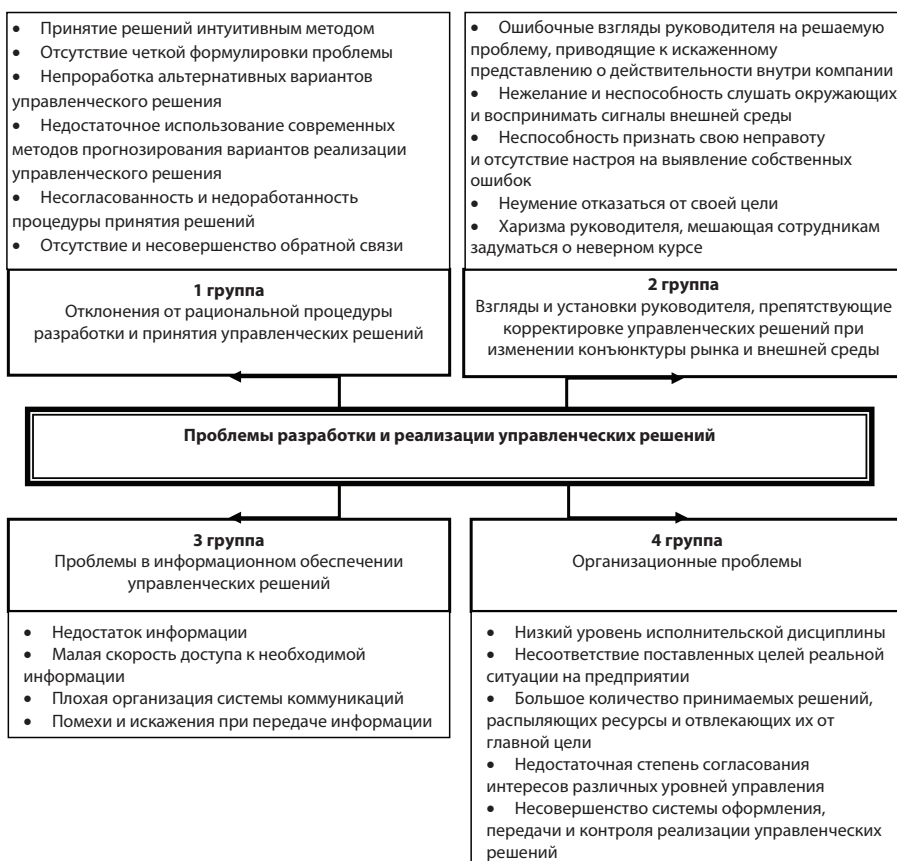 • Принятие решений интуитивным методом
• Отсутствие четкой формулировки проблемы
• Непроработка альтернативных вариантов
управленческого решения
• Недостаточное использование современных
методов прогнозирования вариантов реализации
управленческого решения
• Несогласованность и недоработанность
процедуры принятия решений
• Отсутствие и несовершенство обратной связи
1 группа
Отклонения от рациональной процедуры
разработки и принятия управленческих решений
• Ошибочные взгляды руководителя на решаемую
проблему, приводящие к искаженному
представлению о действительности внутри компании
• Нежелание и неспособность слушать окружающих
и воспринимать сигналы внешней среды
• Неспособность признать свою неправоту
и отсутствие настроя на выявление собственных
ошибок
• Неумение отказаться от своей цели
• Харизма руководителя, мешающая сотрудникам
задуматься о неверном курсе
2 группа
Взгляды и установки руководителя, препятствующие
корректировке управленческих решений при
изменении конъюнктуры рынка и внешней среды
Проблемы разработки и реализации управленческих решений
3 группа
Проблемы в информационном обеспечении
управленческих решений
• Недостаток информации
• Малая скорость доступа к необходимой
информации
• Плохая организация системы коммуникаций
• Помехи и искажения при передаче информации
4 группа
Организационные проблемы
• Низкий уровень исполнительской дисциплины
• Несоответствие поставленных целей реальной
ситуации на предприятии
• Большое количество принимаемых решений,
распыляющих ресурсы и отвлекающих их от
главной цели
• Недостаточная степень согласования
интересов различных уровней управления
• Несовершенство системы оформления,
передачи и контроля реализации управленческих
решений